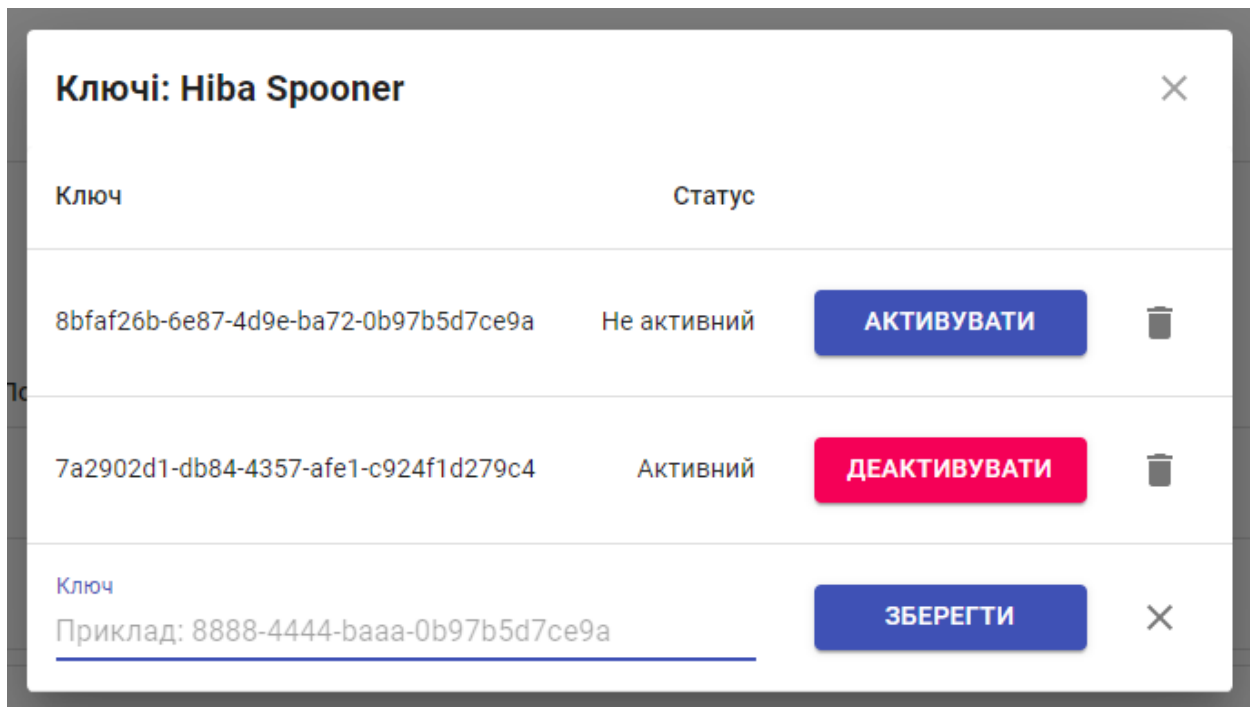 Ключі: Hiba Spooner
Ключ Статус
8bfaf26b-6e87-4d9e-ba72-0b97b5d7ce9a Не активний АКТИВУВАТИ
По
7a2902d1-db84-4357-afe1-c924f1d279c4 Активний ДЕАКТИВУВАТИ
Ключ
Приклад: 8888-4444-baaa-0b97b5d7ce9a ЗБЕРЕГТИ